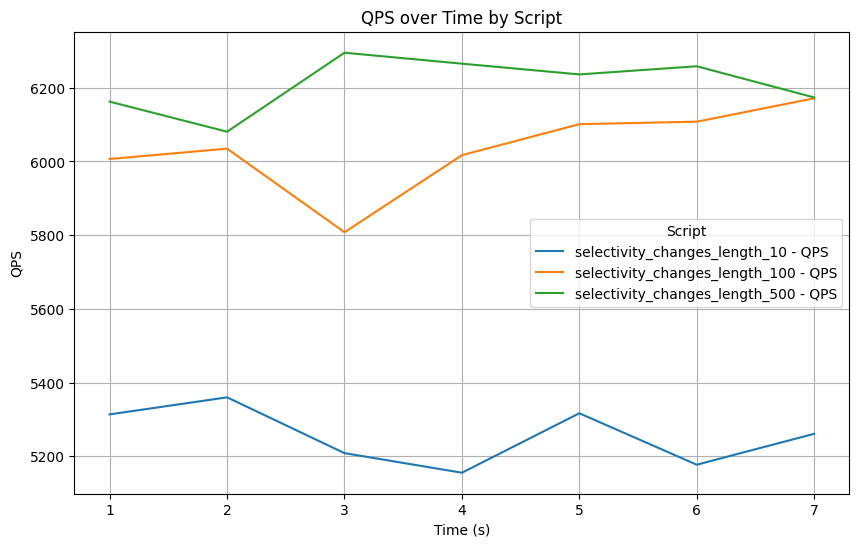 QPS over Time by Script
6200
6000
5800
5600
5400
5200
QPS
Script
selectivity_changes_length_10 - QPS
selectivity_changes_length_100 - QPS
selectivity_changes_length_500 - QPS
1 2 3 4 5 6 7
Time (s)